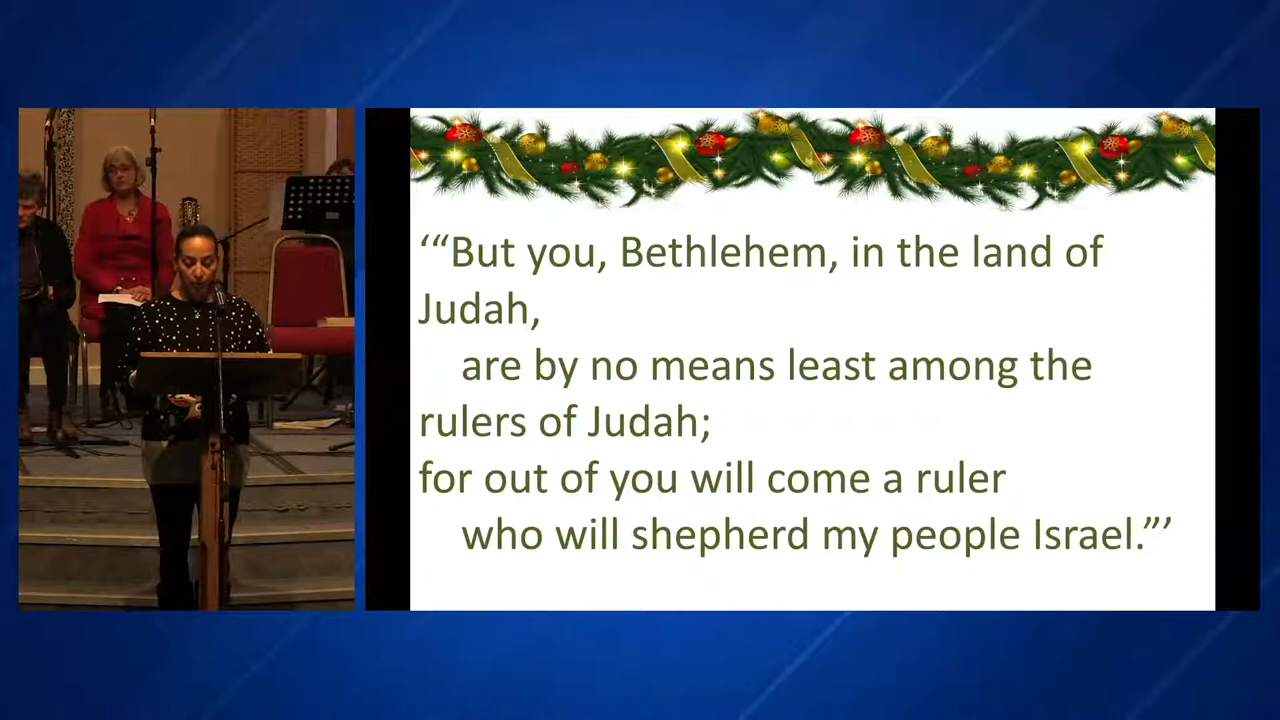 ‘“But you, Bethlehem, in the land of
Judah,
are by no means least among the
rulers of Judah;
for out of you will come a ruler
who will shepherd my people Israel.”’